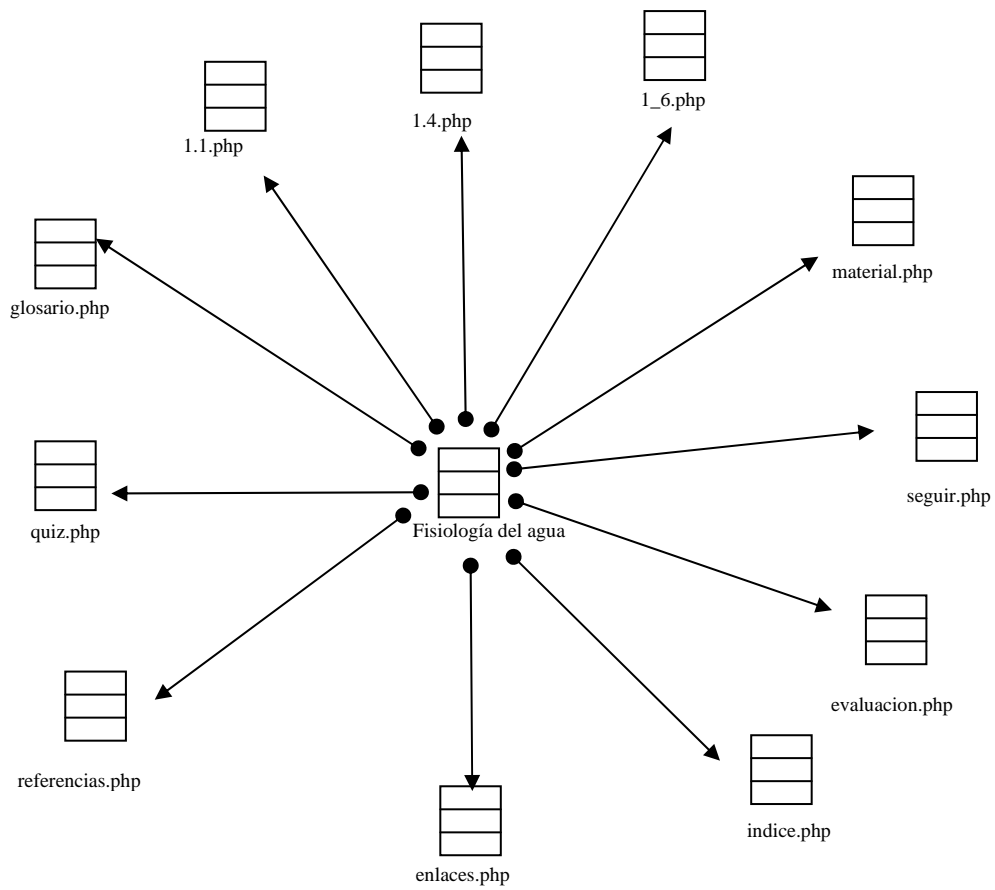 1_6.php
1.4.php
1.1.php
material.php
glosario.php
seguir.php
quiz.php
Fisiología del agua
evaluacion.php
referencias.php
indice.php
enlaces.php